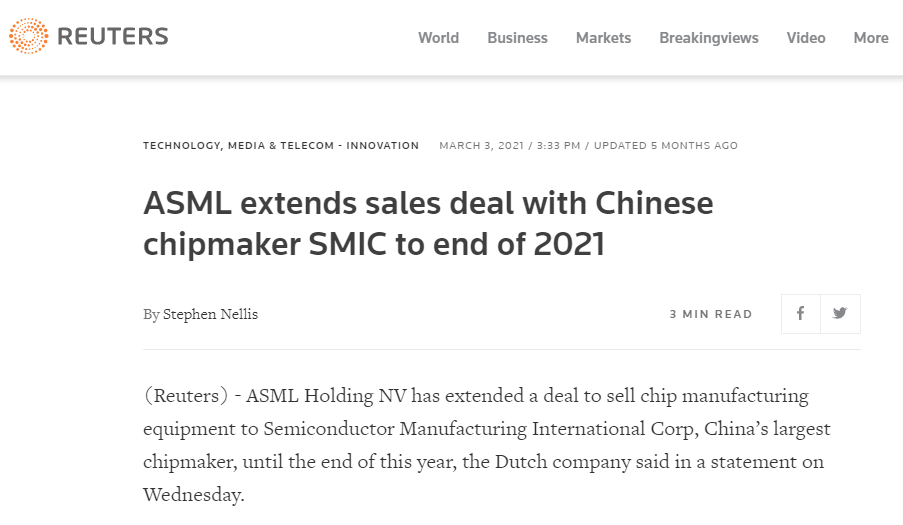 REUTERS
World Business Markets Breakingviews Video More
TECHNOLOGY, MEDIA & TELECOM - INNOVATION MARCH 3, 2021 / 3:33 PM / UPDATED 5 MONTHS AGO
ASML extends sales deal with Chinese
chipmaker SMIC to end of 2021
By Stephen Nellis 3 MIN READ
(Reuters) - ASML Holding NV has extended a deal to sell chip manufacturing
equipment to Semiconductor Manufacturing International Corp, China’s largest
chipmaker, until the end of this year, the Dutch company said in a statement on
Wednesday.